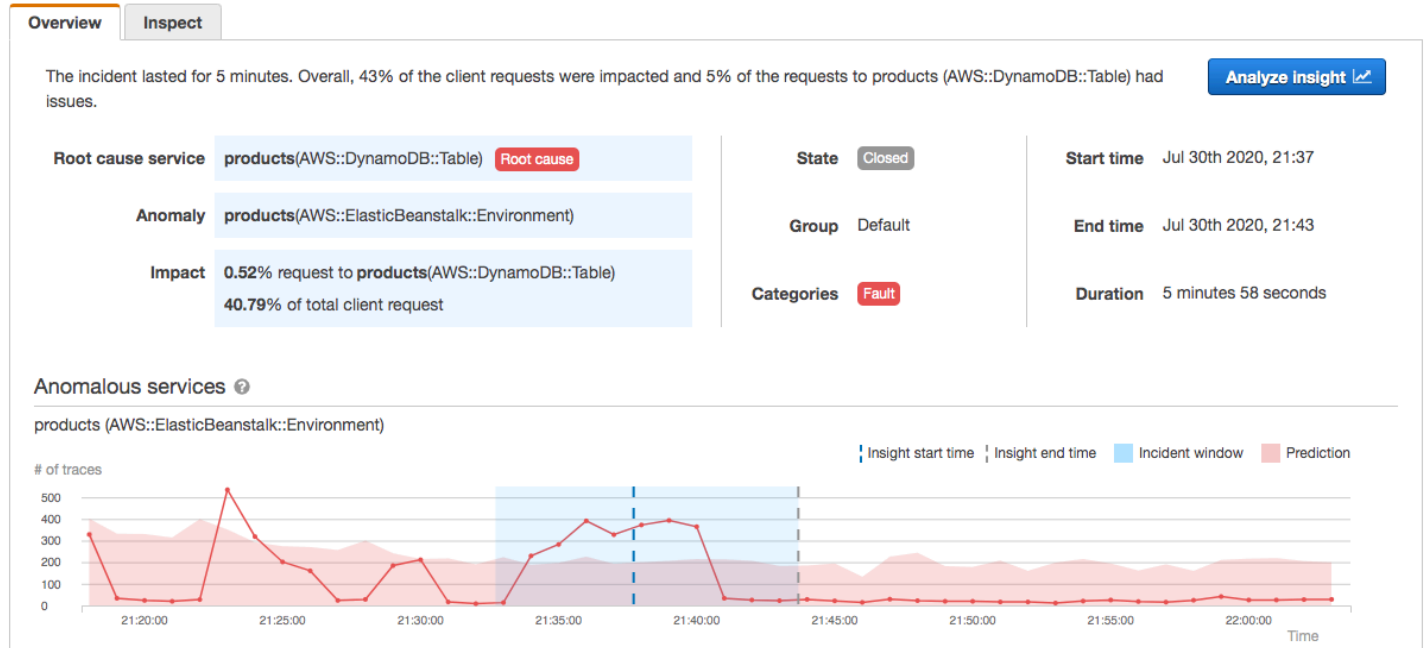 Overview Inspect
The incident lasted for 5 minutes. Overall, 43% of the client requests were impacted and 5% of the requests to products (AWS::DynamoDB::Table) had
issues.
Analyze insight
Root cause service products(AWS::DynamoDB::Table) Root cause
Anomaly products(AWS::ElasticBeanstalk::Environment)
Impact 0.52% request to products(AWS::DynamoDB::Table)
40.79% of total client request
State Closed
Group Default
Categories Fault
Start time Jul 30th 2020, 21:37
End time Jul 30th 2020, 21:43
Duration 5 minutes 58 seconds
Anomalous services ?
products (AWS::ElasticBeanstalk::Environment)
Insight start time Insight end time Incident window Prediction
# of traces
500
400
300
200
100
0
21:20:00 21:25:00 21:30:00 21:35:00 21:40:00 21:45:00 21:50:00 21:55:00 22:00:00
Time